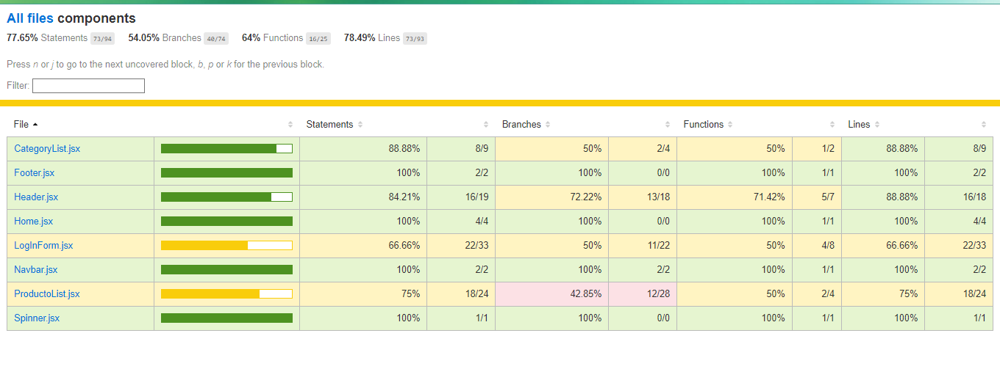 All files components
77.65% Statements 73/94 54.05% Branches 40/74 64% Functions 16/25 78.49% Lines 73/93
Press n or j to go to the next uncovered block, b, p or k for the previous block.
Filter:
File Statements Branches Functions Lines
CategoryList.jsx 88.88% 8/9 50% 2/4 50% 1/2 88.88% 8/9
Footer.jsx 100% 2/2 100% 0/0 100% 1/1 100% 2/2
Header.jsx 84.21% 16/19 72.22% 13/18 71.42% 5/7 88.88% 16/18
Home.jsx 100% 4/4 100% 0/0 100% 1/1 100% 4/4
LogInForm.jsx 66.66% 22/33 50% 11/22 50% 4/8 66.66% 22/33
Navbar.jsx 100% 2/2 100% 2/2 100% 1/1 100% 2/2
ProductoList.jsx 75% 18/24 42.85% 12/28 50% 2/4 75% 18/24
Spinner.jsx 100% 1/1 100% 0/0 100% 1/1 100% 1/1